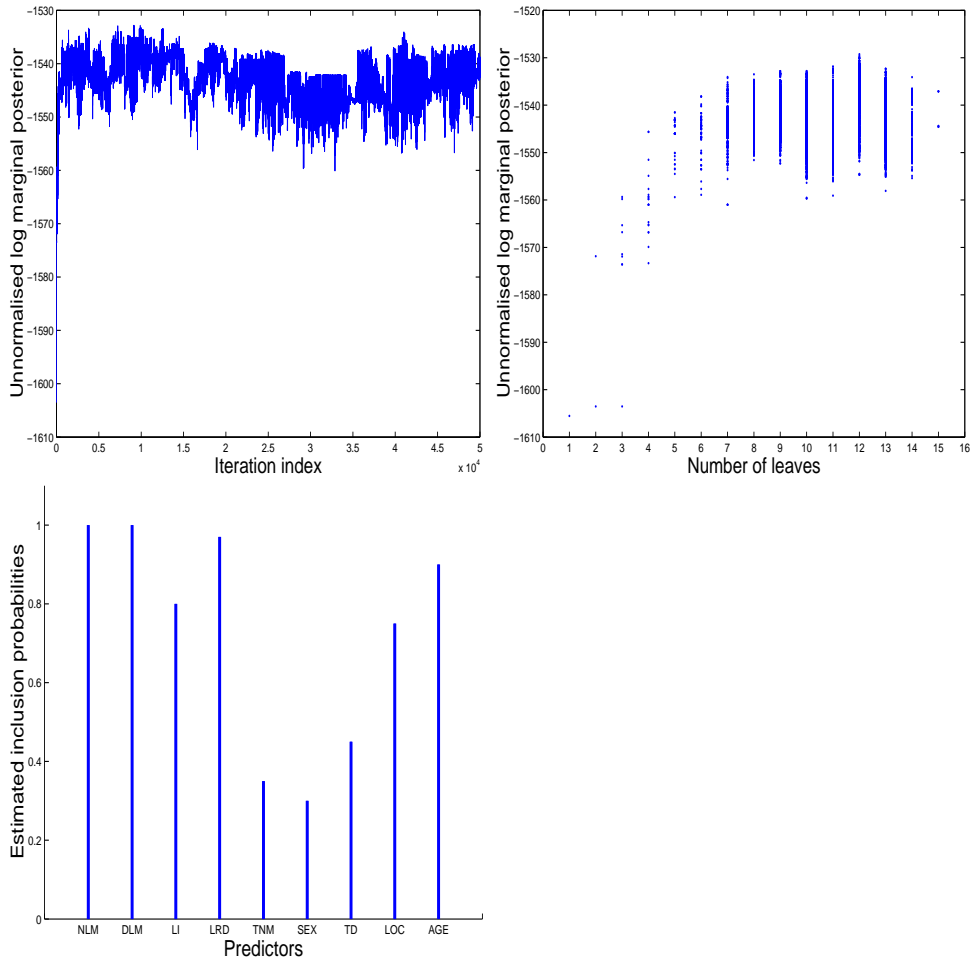 Unnormalised log marginal posterior
−1520
−1530
−1540
−1550
−1560
−1570
−1580
−1590
−1600
−1610
0 0.5 1 1.5 2 2.5 3 3.5 4 4.5 5
x 10⁴
Iteration index
Unnormalised log marginal posterior
−1520
−1530
−1540
−1550
−1560
−1570
−1580
−1590
−1600
−1610
0 1 2 3 4 5 6 7 8 9 10 11 12 13 14 15 16
Number of leaves
Estimated inclusion probabilities
1
0.8
0.6
0.4
0.2
0
NLM DLM LI LRD TNM SEX TD LOC AGE
Predictors